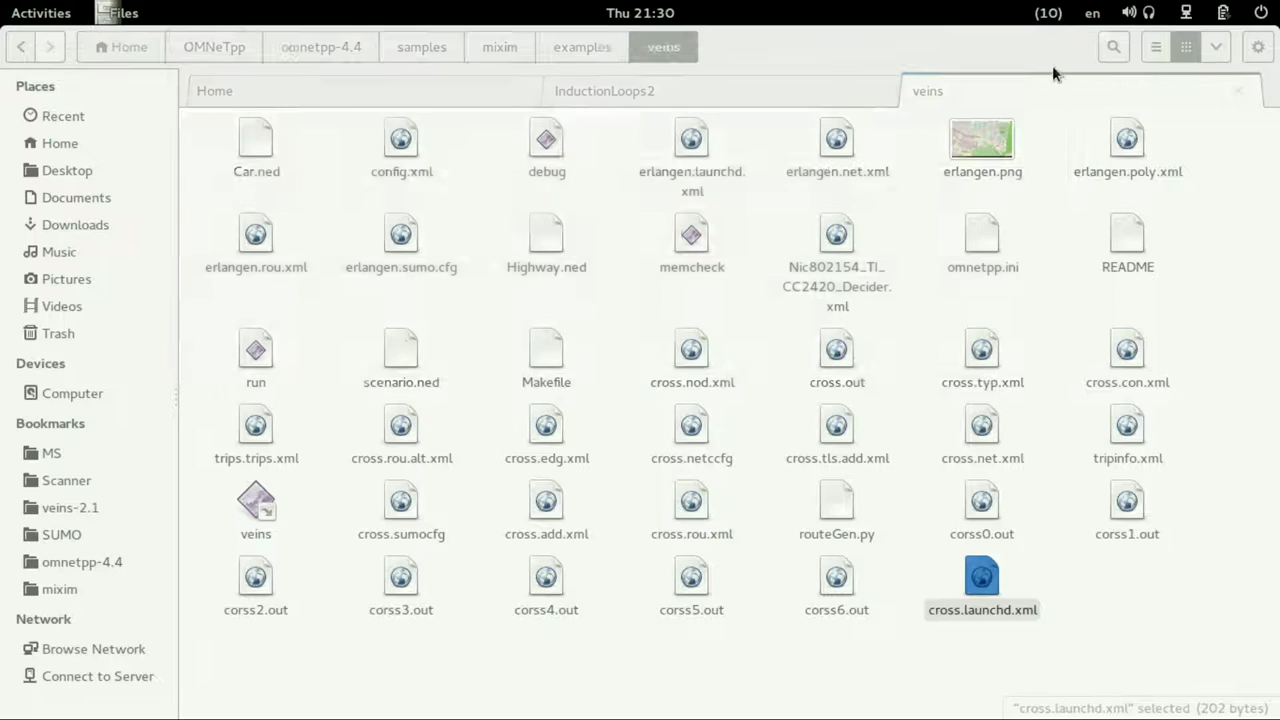 Activities Files Thu 21:30 (10) en
Home OMNeTpp omnetpp-4.4 samples mixim examples veins
Places
Recent
Home
Desktop
Documents
Downloads
Music
Pictures
Videos
Trash
Devices
Computer
Bookmarks
MS
Scanner
veins-2.1
SUMO
omnetpp-4.4
mixim
Network
Browse Network
Connect to Server
Home InductionLoops2 veins
Car.ned config.xml debug erlangen.launchd. erlangen.net.xml erlangen.png erlangen.poly.xml
xml
erlangen.rou.xml erlangen.sumo.cfg Highway.ned memcheck Nic802154_TI_ omnetpp.ini README
CC2420_Decider.
xml
run scenario.ned Makefile cross.nod.xml cross.out cross.typ.xml cross.con.xml
trips.trips.xml cross.rou.alt.xml cross.edg.xml cross.netccfg cross.tls.add.xml cross.net.xml tripinfo.xml
veins cross.sumocfg cross.add.xml cross.rou.xml routeGen.py corss0.out corss1.out
corss2.out corss3.out corss4.out corss5.out corss6.out cross.launchd.xml
"cross.launchd.xml" selected (202 bytes)